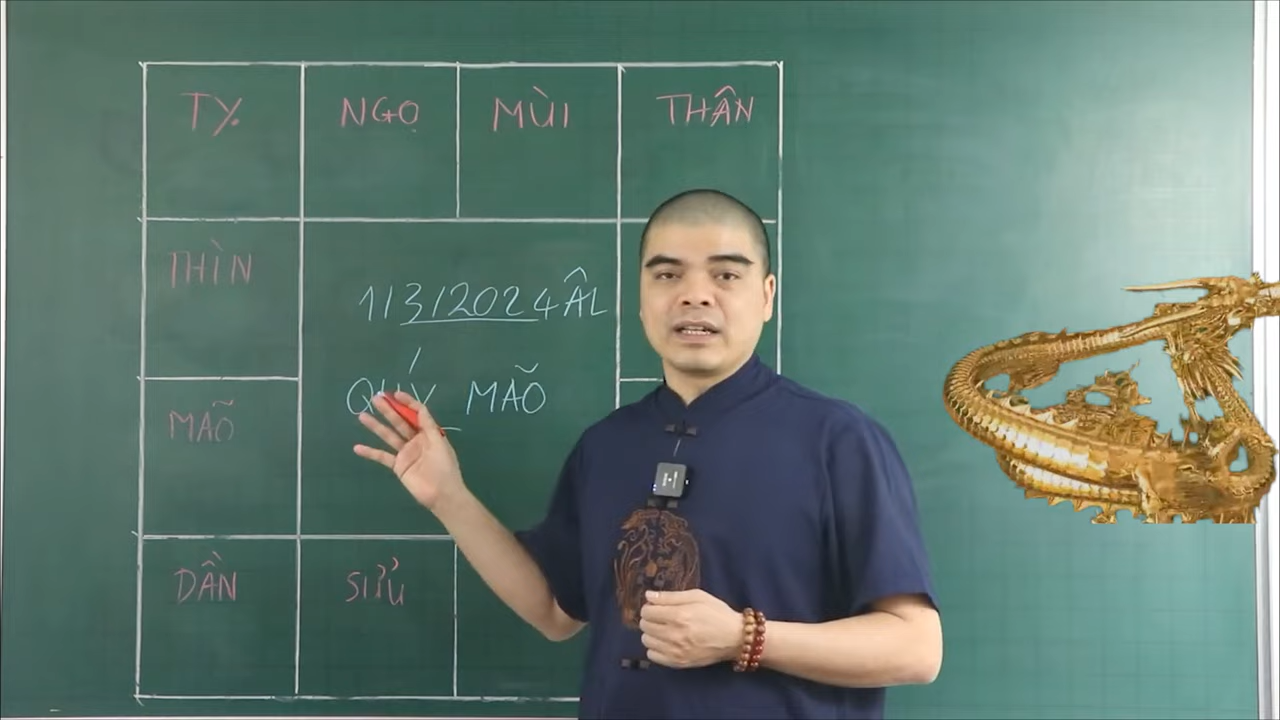 TỴ NGỌ MÙI THÂN
THÌN
1/3/2024 ÂL
QUÝ MÃO
MÃO
DẦN SỬU